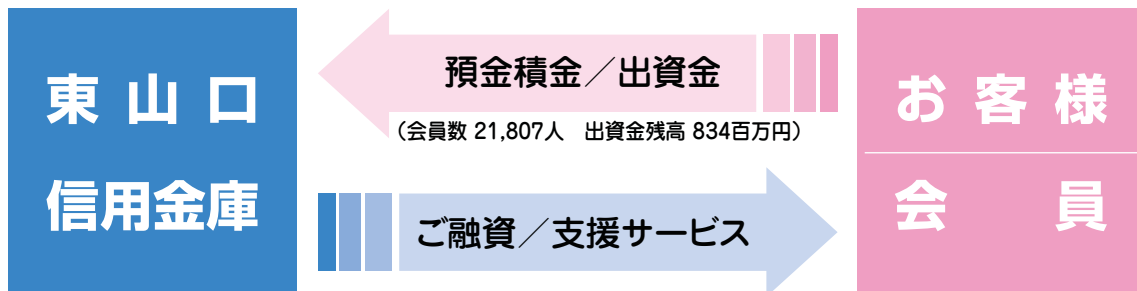 東山口
信用金庫
預金積金／出資金
（会員数 21,807人　出資金残高 834百万円）
ご融資／支援サービス
お客様
会員